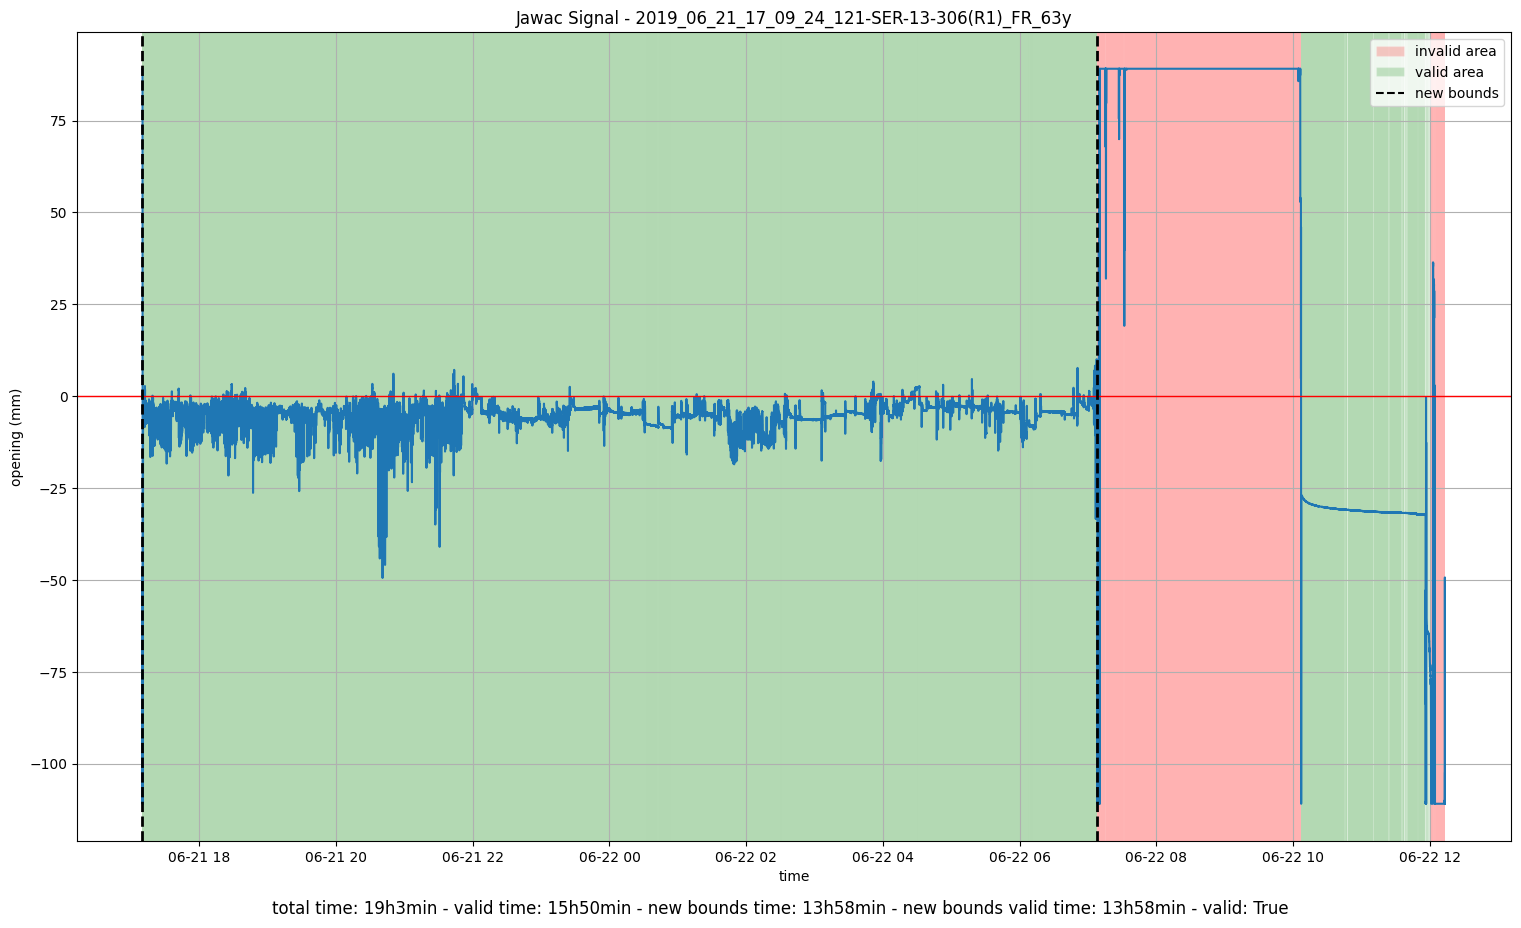 Jawac Signal - 2019_06_21_17_09_24_121-SER-13-306(R1)_FR_63y
invalid area
valid area
new bounds
75
50
25
0
−25
−50
−75
−100
opening (mm)
06-21 18
06-21 20
06-21 22
06-22 00
06-22 02
06-22 04
06-22 06
06-22 08
06-22 10
06-22 12
time
total time: 19h3min - valid time: 15h50min - new bounds time: 13h58min - new bounds valid time: 13h58min - valid: True